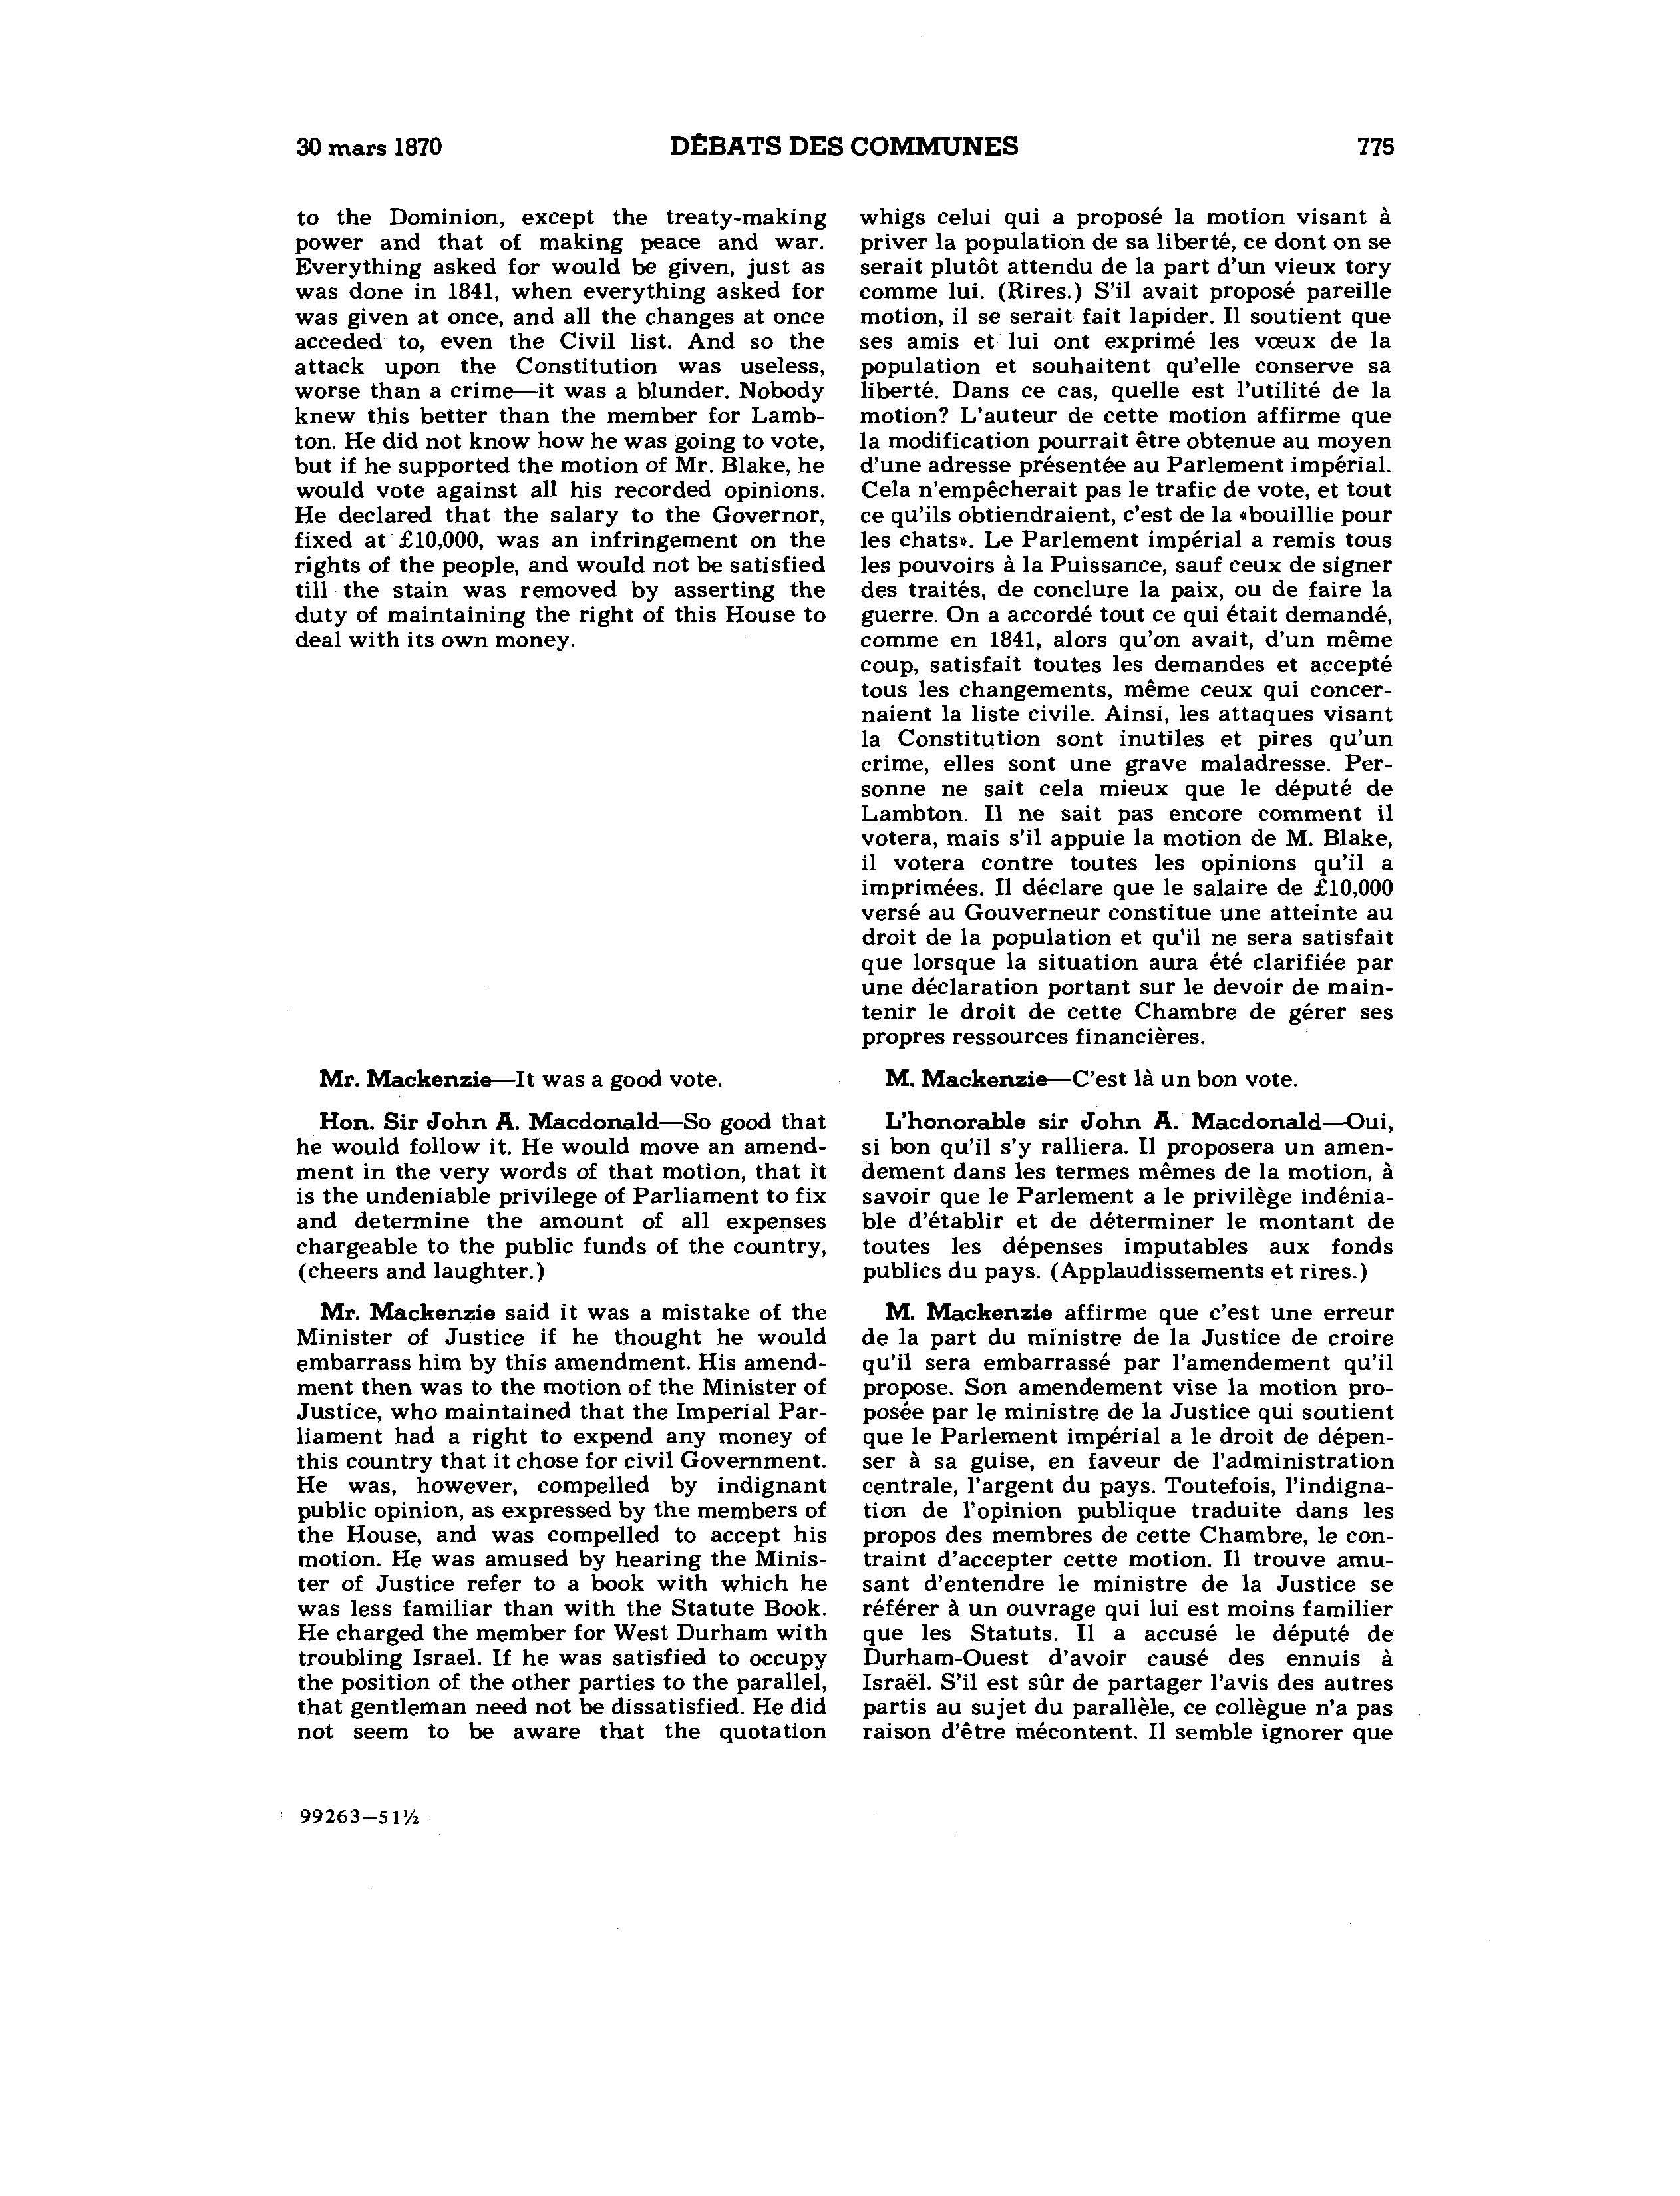 30 mars 1870
DÉBATS DES COMMUNES
775
to the Dominion, except the treaty-making
power and that of making peace and war.
Everything asked for would be given, just as
was done in 1841, when everything asked for
was given at once, and all the changes at once
acceded to, even the Civil list. And so the
attack upon the Constitution was useless,
worse than a crime—it was a blunder. Nobody
knew this better than the member for Lamb-
ton. He did not know how he was going to vote,
but if he supported the motion of Mr. Blake, he
would vote against all his recorded opinions.
He declared that the salary to the Governor,
fixed at £10,000, was an infringement on the
rights of the people, and would not be satisfied
till the stain was removed by asserting the
duty of maintaining the right of this House to
deal with its own money.
Mr. Mackenzie—It was a good vote.
Hon. Sir John A. Macdonald—So good that
he would follow it. He would move an amend-
ment in the very words of that motion, that it
is the undeniable privilege of Parliament to fix
and determine the amount of all expenses
chargeable to the public funds of the country,
(cheers and laughter.)
Mr. Mackenzie said it was a mistake of the
Minister of Justice if he thought he would
embarrass him by this amendment. His amend-
ment then was to the motion of the Minister of
Justice, who maintained that the Imperial Par-
liament had a right to expend any money of
this country that it chose for civil Government.
He was, however, compelled by indignant
public opinion, as expressed by the members of
the House, and was compelled to accept his
motion. He was amused by hearing the Minis-
ter of Justice refer to a book with which he
was less familiar than with the Statute Book.
He charged the member for West Durham with
troubling Israel. If he was satisfied to occupy
the position of the other parties to the parallel,
that gentleman need not be dissatisfied. He did
not seem to be aware that the quotation
whigs celui qui a proposé la motion visant à
priver la population de sa liberté, ce dont on se
serait plutôt attendu de la part d'un vieux tory
comme lui. (Rires.) S'il avait proposé pareille
motion, il se serait fait lapider. Il soutient que
ses amis et lui ont exprimé les vœux de la
population et souhaitent qu'elle conserve sa
liberté. Dans ce cas, quelle est l'utilité de la
motion? L'auteur de cette motion affirme que
la modification pourrait être obtenue au moyen
d'une adresse présentée au Parlement impérial.
Cela n'empêcherait pas le trafic de vote, et tout
ce qu'ils obtiendraient, c'est de la «bouillie pour
les chats». Le Parlement impérial a remis tous
les pouvoirs à la Puissance, sauf ceux de signer
des traités, de conclure la paix, ou de faire la
guerre. On a accordé tout ce qui était demandé,
comme en 1841, alors qu'on avait, d'un même
coup, satisfait toutes les demandes et accepté
tous les changements, même ceux qui concer-
naient la liste civile. Ainsi, les attaques visant
la Constitution sont inutiles et pires qu'un
crime, elles sont une grave maladresse. Per-
sonne ne sait cela mieux que le député de
Lambton. Il ne sait pas encore comment il
votera, mais s'il appuie la motion de M. Blake,
il votera contre toutes les opinions qu'il a
imprimées. Il déclare que le salaire de £10,000
versé au Gouverneur constitue une atteinte au
droit de la population et qu'il ne sera satisfait
que lorsque la situation aura été clarifiée par
une déclaration portant sur le devoir de main-
tenir le droit de cette Chambre de gérer ses
propres ressources financières.
M. Mackenzie—C'est là un bon vote.
L'honorable sir John A. Macdonald—Oui,
si bon qu'il s'y ralliera. Il proposera un amen-
dement dans les termes mêmes de la motion, à
savoir que le Parlement a le privilège indénia-
ble d'établir et de déterminer le montant de
toutes les dépenses imputables aux fonds
publics du pays. (Applaudissements et rires.)
M. Mackenzie affirme que c'est une erreur
de la part du ministre de la Justice de croire
qu'il sera embarrassé par l'amendement qu'il
propose. Son amendement vise la motion pro-
posée par le ministre de la Justice qui soutient
que le Parlement impérial a le droit de dépen-
ser à sa guise, en faveur de l'administration
centrale, l'argent du pays. Toutefois, l'indigna-
tion de l'opinion publique traduite dans les
propos des membres de cette Chambre, le con-
traint d'accepter cette motion. Il trouve amu-
sant d'entendre le ministre de la Justice se
référer à un ouvrage qui lui est moins familier
que les Statuts. Il a accusé le député de
Durham-Ouest d'avoir causé des ennuis à
Israël. S'il est sûr de partager l'avis des autres
partis au sujet du parallèle, ce collègue n'a pas
raison d'être mécontent. Il semble ignorer que
99263—51½